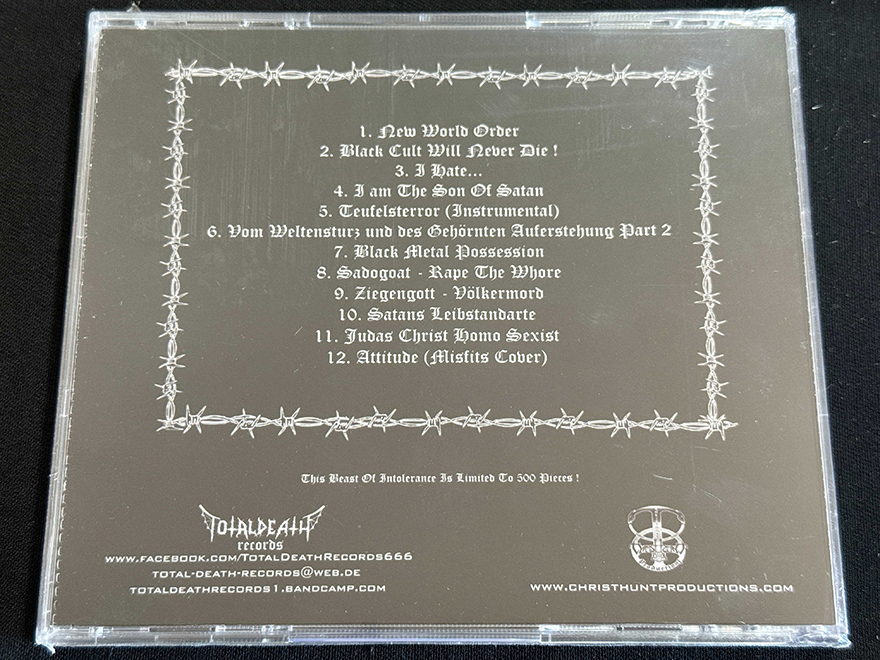 1. New World Order
2. Black Cult Will Never Die !
3. I Hate...
4. I am The Son Of Satan
5. Teufelsterror (Instrumental)
6. Vom Weltensturz und des Gehörnten Auferstehung Part 2
7. Black Metal Possession
8. Sadogoat - Rape The Whore
9. Ziegengott - Völkermord
10. Satans Leibstandarte
11. Judas Christ Homo Sexist
12. Attitude (Misfits Cover)
This Beast Of Intolerance Is Limited To 500 Pieces !
TOTALDEATH
records
www.facebook.com/TotalDeathRecords666
total-death-records@web.de
totaldeathrecords1.bandcamp.com
www.christhuntproductions.com